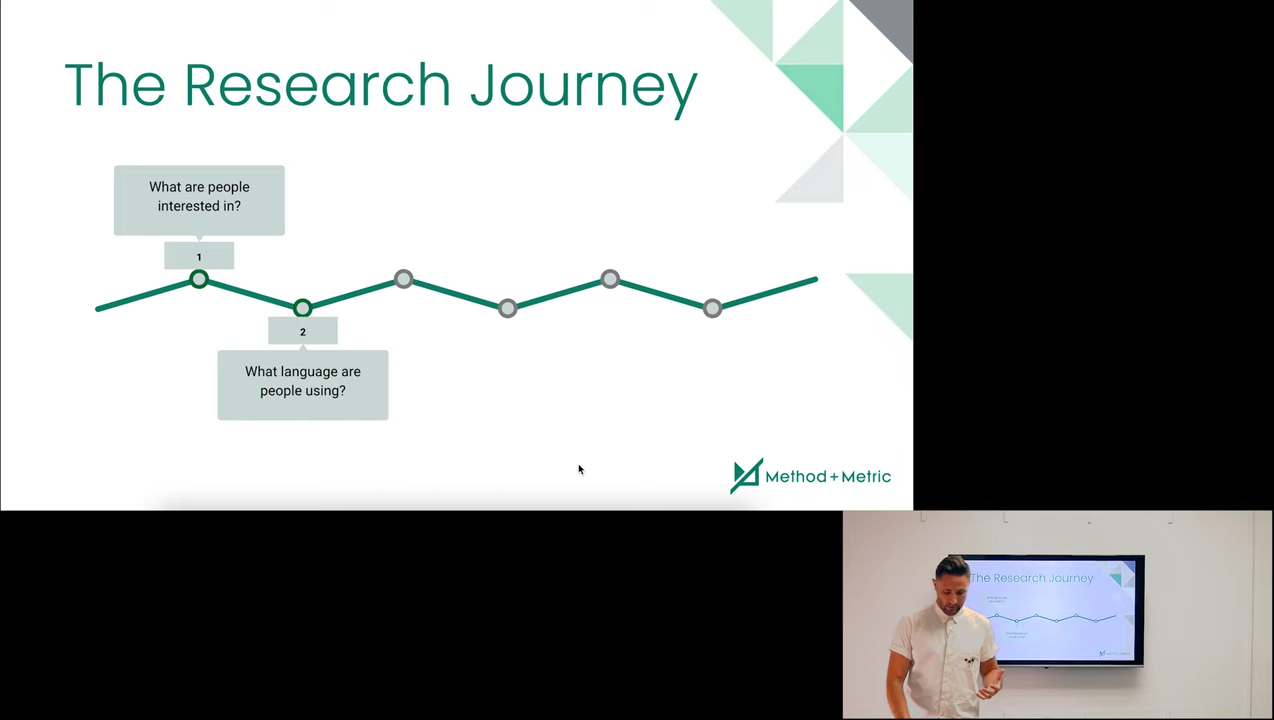 The Research Journey
What are people
interested in?
1
2
What language are
people using?
Method + Metric
The Research Journey